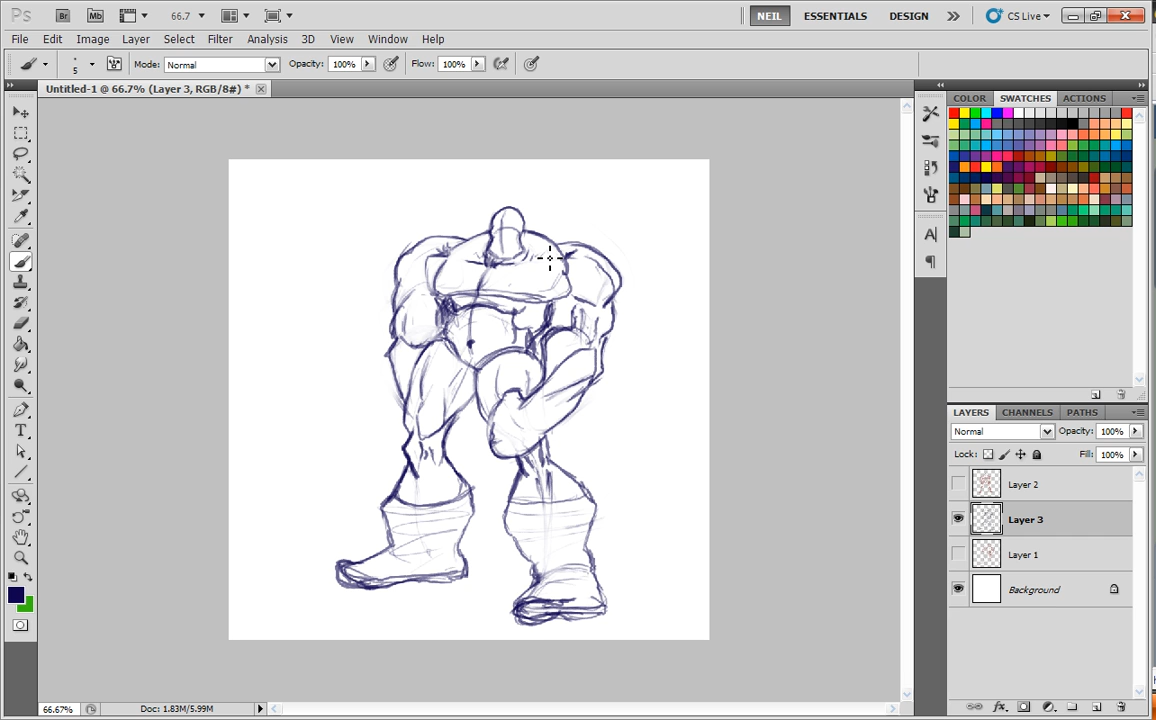 Ps Br Mb 66.7 NEIL ESSENTIALS DESIGN CS Live
File Edit Image Layer Select Filter Analysis 3D View Window Help
5 Mode: Normal Opacity: 100% Flow: 100%
Untitled-1 @ 66.7% (Layer 3, RGB/8#) *
COLOR SWATCHES ACTIONS
A
T
LAYERS CHANNELS PATHS
Normal Opacity: 100%
Lock: Fill: 100%
Layer 2
Layer 3
Layer 1
Background
66.67% Doc: 1.83M/5.99M